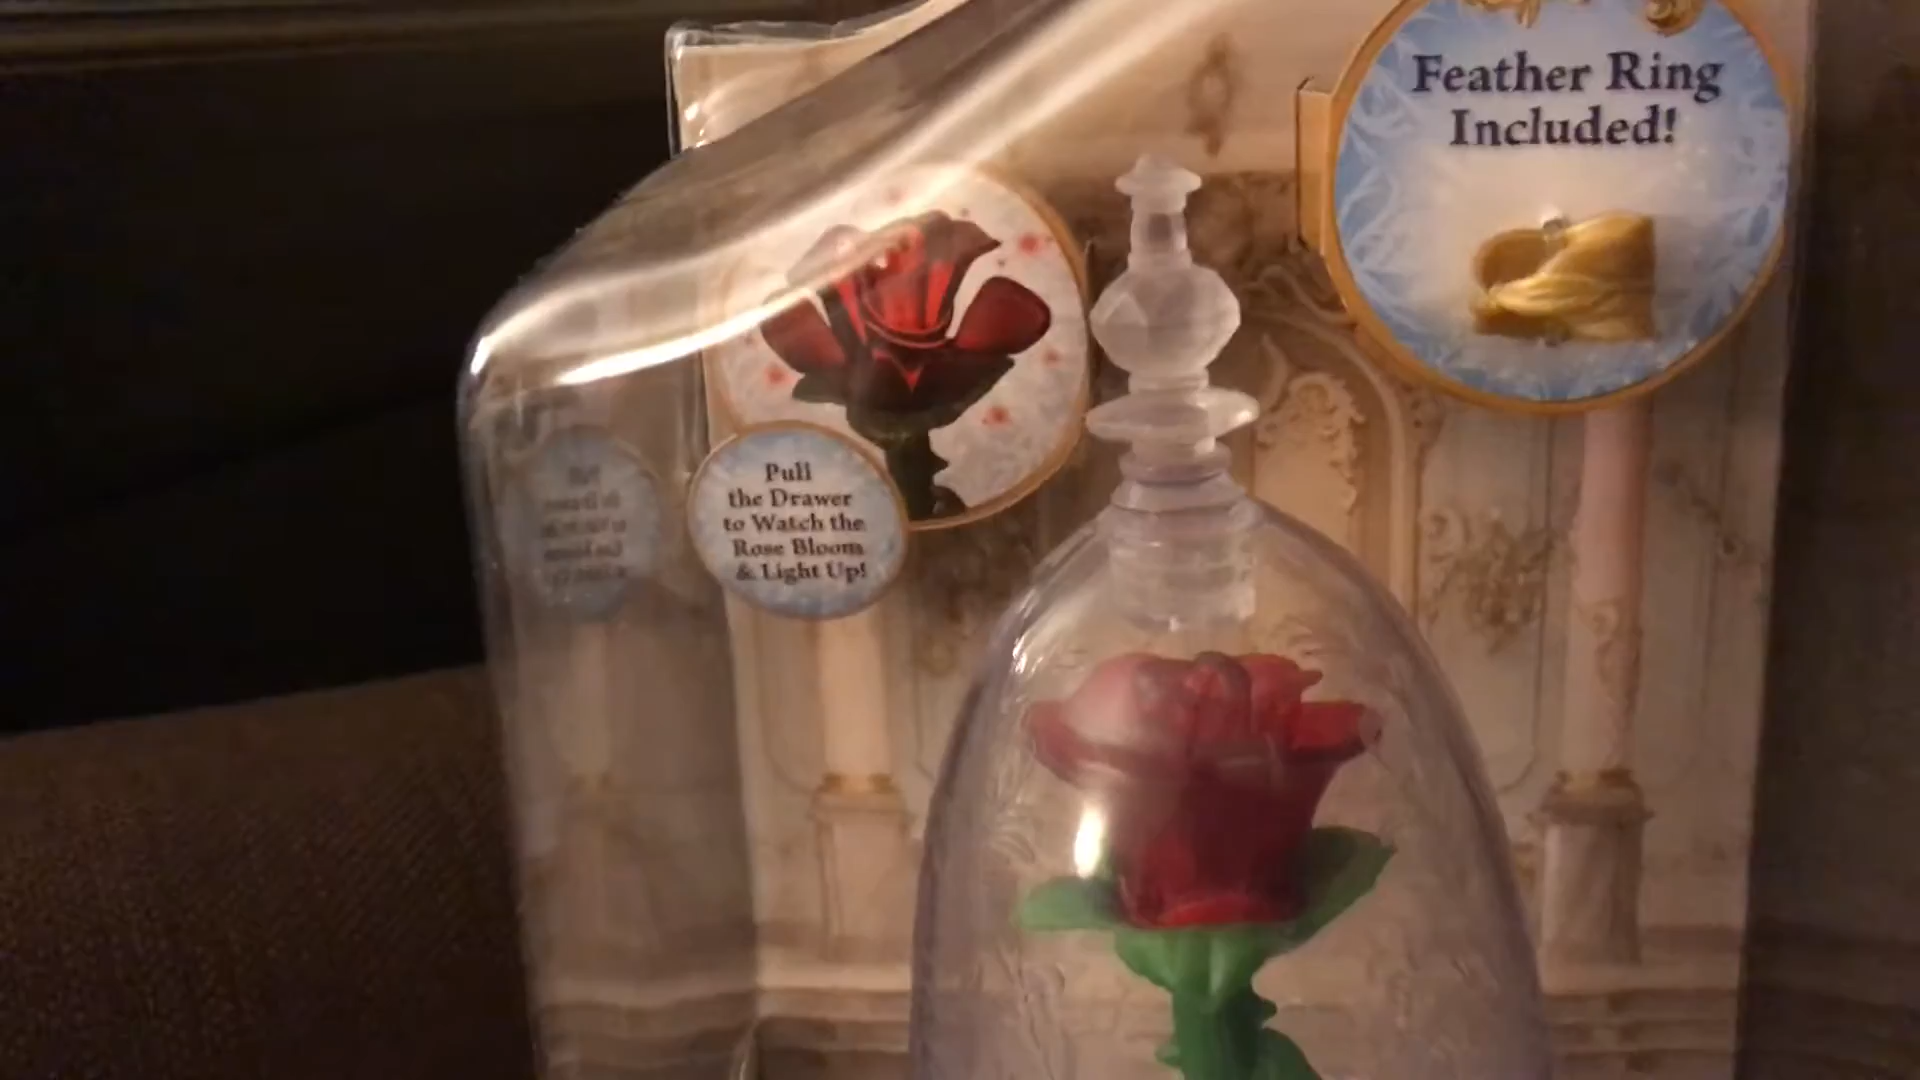 Feather Ring
Included!
Pull
the Drawer
to Watch the
Rose Bloom
& Light Up!